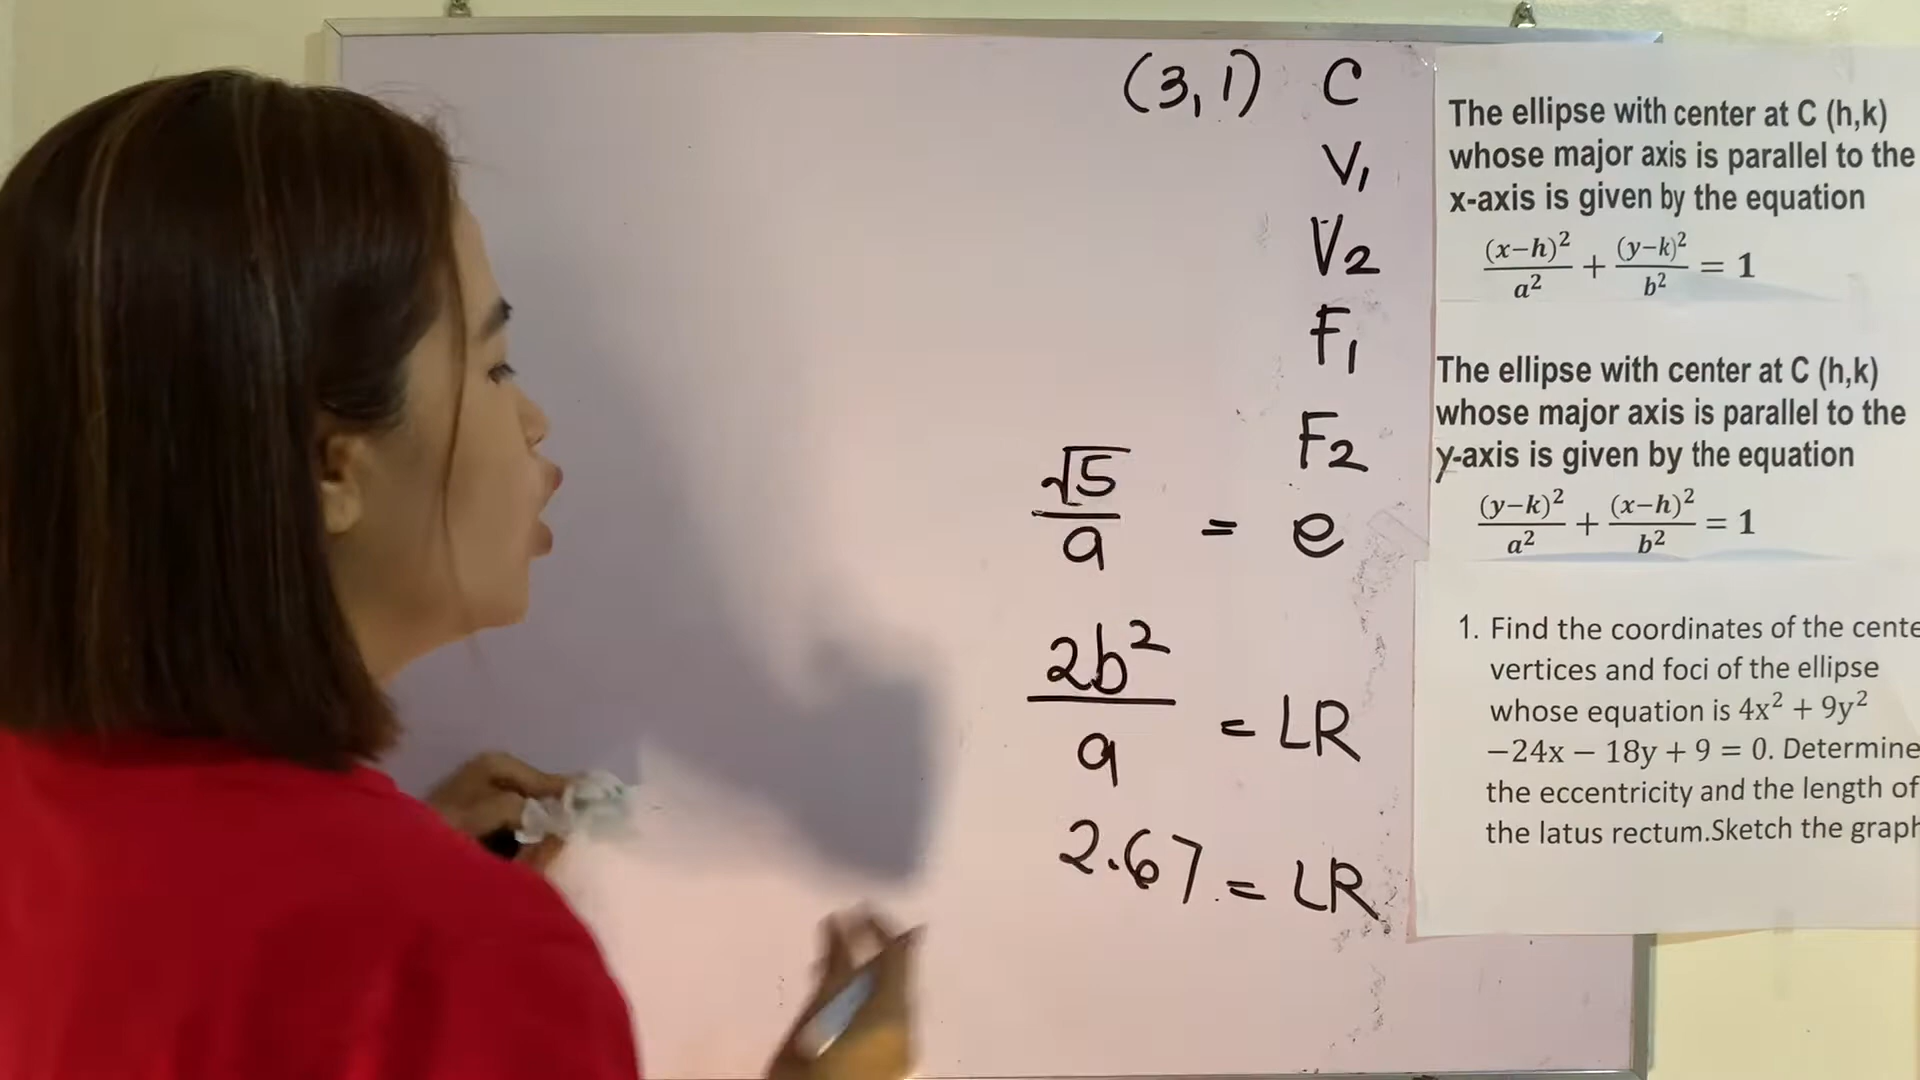 (3,1) C
V₁
V₂
F₁
F₂
√5/a = e
2b²/a = LR
2.67 = LR
The ellipse with center at C (h,k)
whose major axis is parallel to the
x-axis is given by the equation
(x−h)²/a² + (y−k)²/b² = 1
The ellipse with center at C (h,k)
whose major axis is parallel to the
y-axis is given by the equation
(y−k)²/a² + (x−h)²/b² = 1
1. Find the coordinates of the cente
vertices and foci of the ellipse
whose equation is 4x² + 9y²
−24x − 18y + 9 = 0. Determine
the eccentricity and the length of
the latus rectum.Sketch the graph